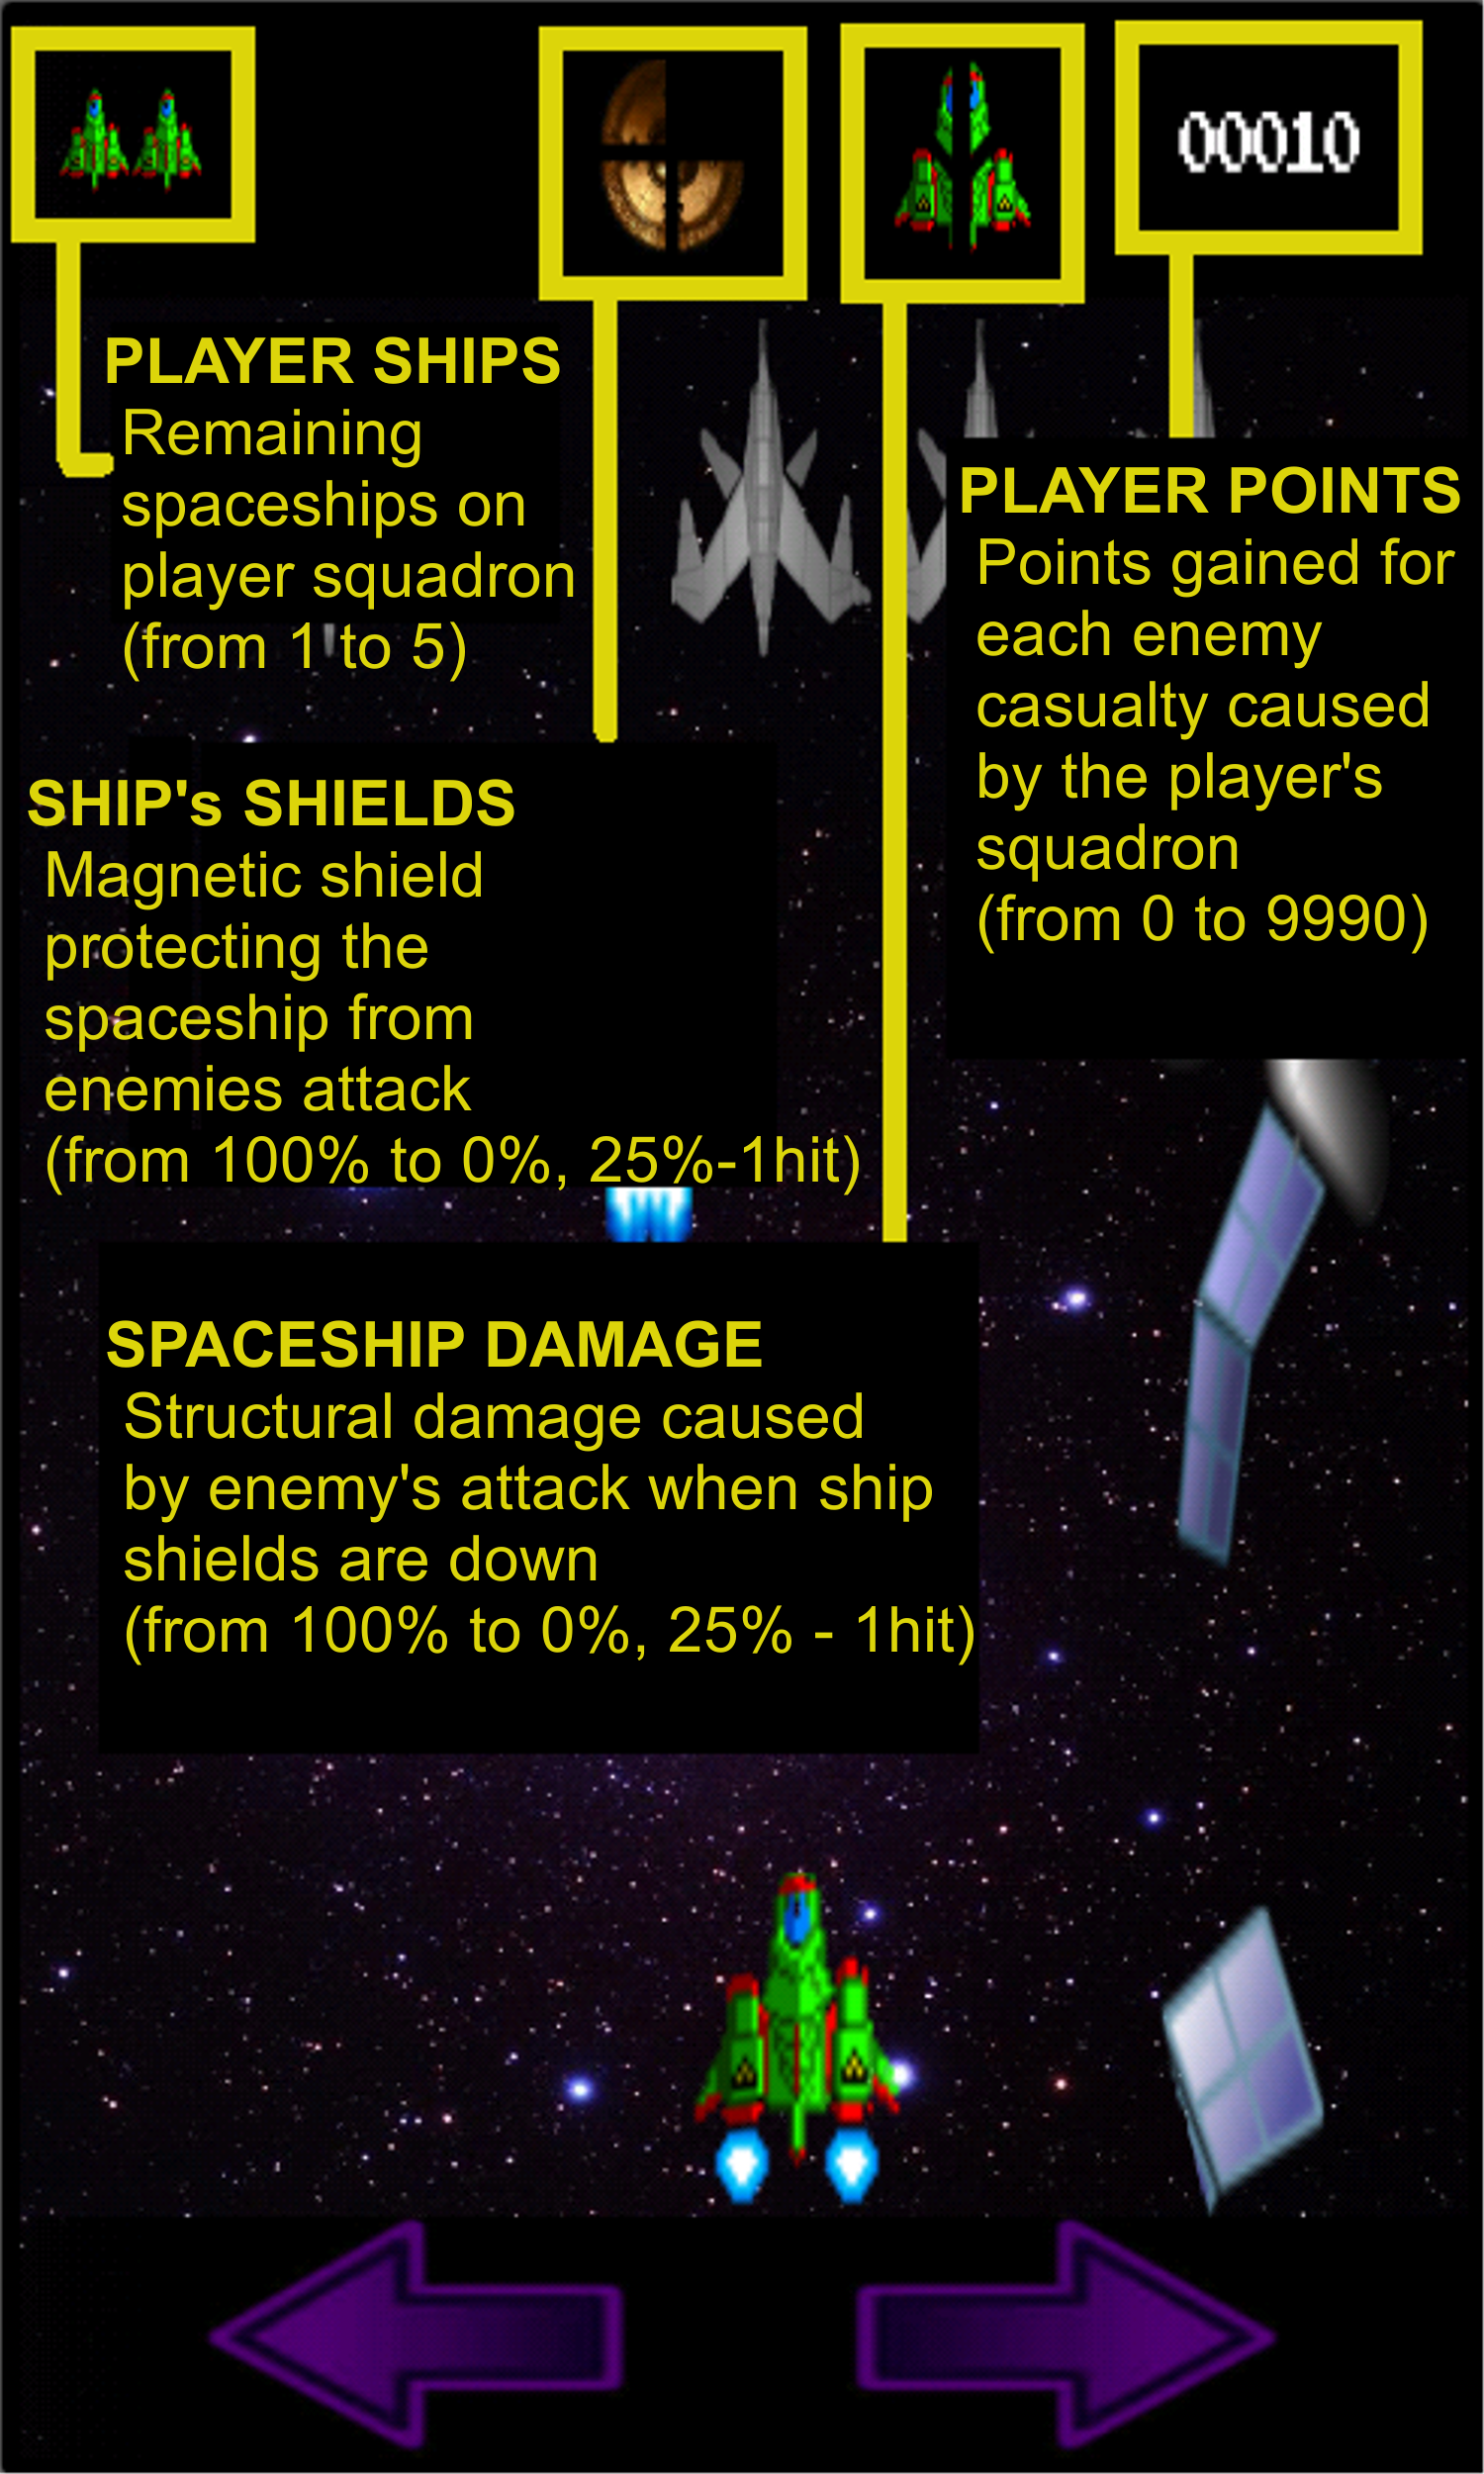 00010
PLAYER SHIPS
Remaining
spaceships on
player squadron
(from 1 to 5)
PLAYER POINTS
Points gained for
each enemy
casualty caused
by the player's
squadron
(from 0 to 9990)
SHIP's SHIELDS
Magnetic shield
protecting the
spaceship from
enemies attack
(from 100% to 0%, 25%-1hit)
SPACESHIP DAMAGE
Structural damage caused
by enemy's attack when ship
shields are down
(from 100% to 0%, 25% - 1hit)